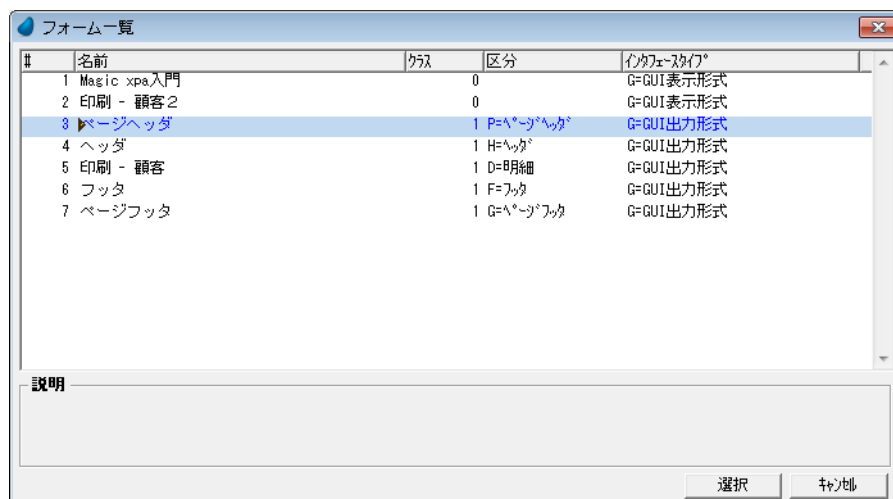 フォーム一覧
# 名前 クラス 区分 インタフェースタイプ
1 Magic xpa入門 0 G=GUI表示形式
2 印刷 - 顧客2 0 G=GUI表示形式
3 ページヘッダ 1 P=ページヘッダ G=GUI出力形式
4 ヘッダ 1 H=ヘッダ G=GUI出力形式
5 印刷 - 顧客 1 D=明細 G=GUI出力形式
6 フッタ 1 F=フッタ G=GUI出力形式
7 ページフッタ 1 G=ページフッタ G=GUI出力形式
説明
選択 キャンセル